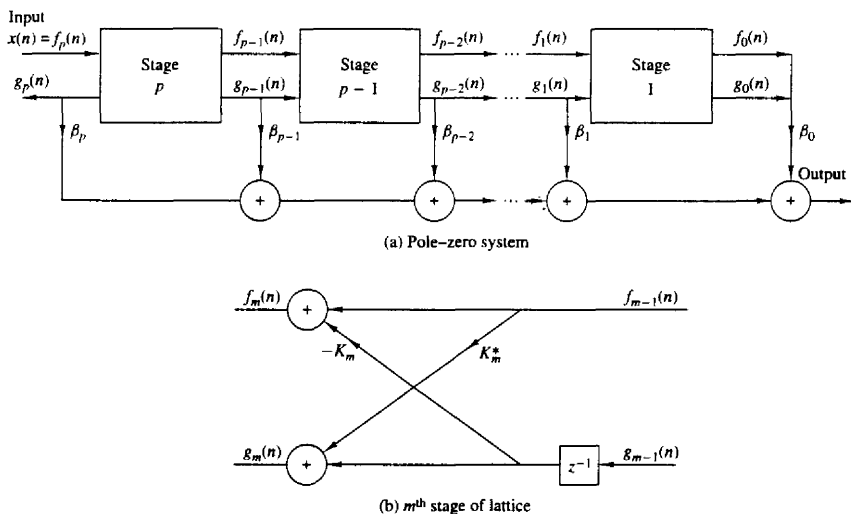 Input
x(n) = f_p(n)
f_{p-1}(n)
f_{p-2}(n)
f_1(n)
f_0(n)
Stage
p
Stage
p - 1
...
Stage
1
g_p(n)
g_{p-1}(n)
g_{p-2}(n)
g_1(n)
g_0(n)
...
β_p
β_{p-1}
β_{p-2}
β_1
β_0
Output
+
+
...
+
+
(a) Pole–zero system
f_m(n)
+
f_{m-1}(n)
-K_m
K_m^*
g_m(n)
+
z^{-1}
g_{m-1}(n)
(b) m^{th} stage of lattice